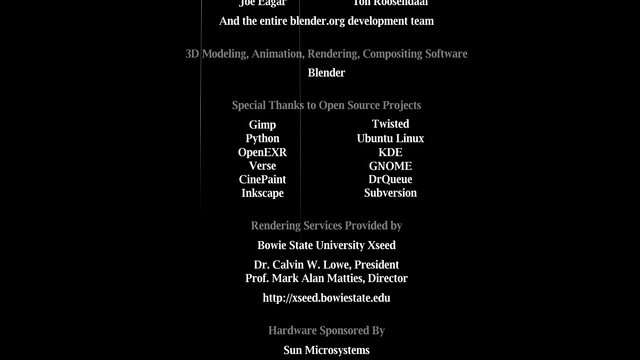 Joe Eagar Ton Roosendaal
And the entire blender.org development team
3D Modeling, Animation, Rendering, Compositing Software
Blender
Special Thanks to Open Source Projects
Gimp Twisted
Python Ubuntu Linux
OpenEXR KDE
Verse GNOME
CinePaint DrQueue
Inkscape Subversion
Rendering Services Provided by
Bowie State University Xseed
Dr. Calvin W. Lowe, President
Prof. Mark Alan Matties, Director
http://xseed.bowiestate.edu
Hardware Sponsored By
Sun Microsystems